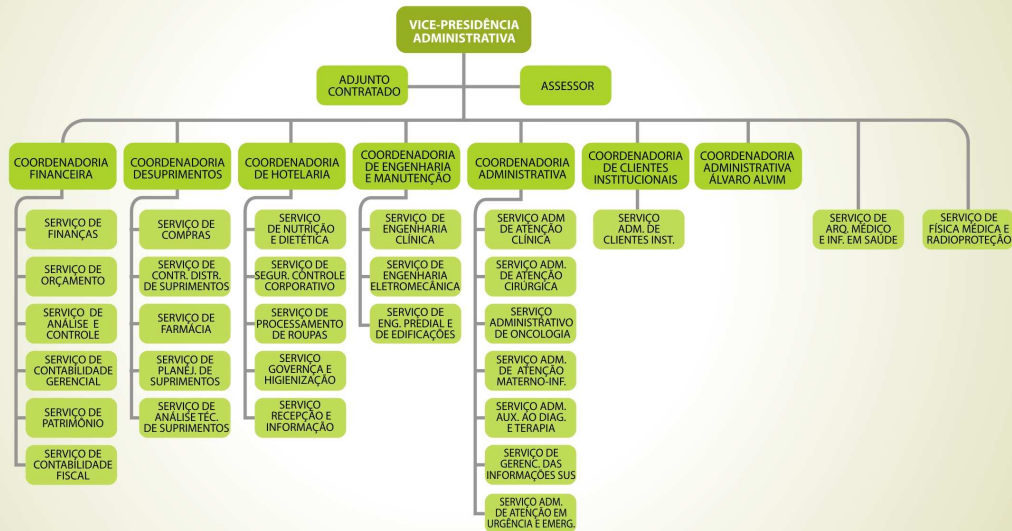 VICE-PRESIDÊNCIA
ADMINISTRATIVA
ADJUNTO
CONTRATADO
ASSESSOR
COORDENADORIA
FINANCEIRA
SERVIÇO DE
FINANÇAS
SERVIÇO DE
ORÇAMENTO
SERVIÇO DE
ANÁLISE E
CONTROLE
SERVIÇO DE
CONTABILIDADE
GERENCIAL
SERVIÇO DE
PATRIMÔNIO
SERVIÇO DE
CONTABILIDADE
FISCAL
COORDENADORIA
DESUPRIMENTOS
SERVIÇO DE
COMPRAS
SERVIÇO DE
CONTR. DISTR.
DE SUPRIMENTOS
SERVIÇO DE
FARMÁCIA
SERVIÇO DE
PLANEJ. DE
SUPRIMENTOS
SERVIÇO DE
ANÁLISE TÉC.
DE SUPRIMENTOS
COORDENADORIA
DE HOTELARIA
SERVIÇO
DE NUTRIÇÃO
E DIETÉTICA
SERVIÇO DE
SEGUR. CONTROLE
CORPORATIVO
SERVIÇO DE
PROCESSAMENTO
DE ROUPAS
SERVIÇO
GOVERNÇA E
HIGIENIZAÇÃO
SERVIÇO
RECEPÇÃO E
INFORMAÇÃO
COORDENADORIA
DE ENGENHARIA
E MANUTENÇÃO
SERVIÇO DE
ENGENHARIA
CLÍNICA
SERVIÇO DE
ENGENHARIA
ELETROMECÂNICA
SERVIÇO DE
ENG. PREDIAL E
DE EDIFICAÇÕES
COORDENADORIA
ADMINISTRATIVA
SERVIÇO ADM
DE ATENÇÃO
CLÍNICA
SERVIÇO ADM.
DE ATENÇÃO
CIRÚRGICA
SERVIÇO
ADMINISTRATIVO
DE ONCOLOGIA
SERVIÇO ADM.
DE ATENÇÃO
MATERNO-INF.
SERVIÇO ADM.
AUX. AO DIAG.
E TERAPIA
SERVIÇO DE
GERENC. DAS
INFORMAÇÕES SUS
SERVIÇO ADM.
DE ATENÇÃO EM
URGÊNCIA E EMERG.
COORDENADORIA
DE CLIENTES
INSTITUCIONAIS
SERVIÇO
ADM. DE
CLIENTES INST.
COORDENADORIA
ADMINISTRATIVA
ÁLVARO ALVIM
SERVIÇO DE
ARQ. MÉDICO
E INF. EM SAÚDE
SERVIÇO DE
FÍSICA MÉDICA E
RADIOPROTEÇÃO